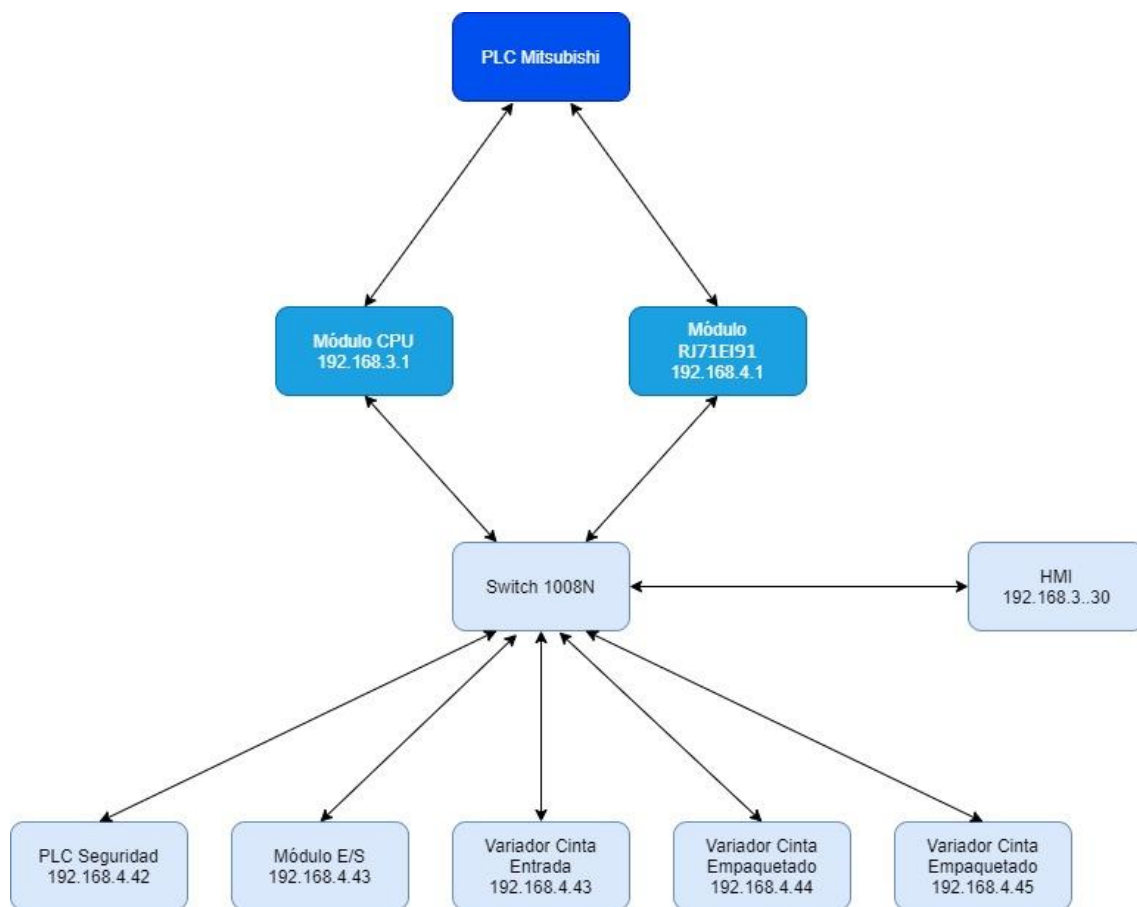 PLC Mitsubishi
Módulo CPU
192.168.3.1
Módulo
RJ71EI91
192.168.4.1
Switch 1008N
HMI
192.168.3..30
PLC Seguridad
192.168.4.42
Módulo E/S
192.168.4.43
Variador Cinta
Entrada
192.168.4.43
Variador Cinta
Empaquetado
192.168.4.44
Variador Cinta
Empaquetado
192.168.4.45